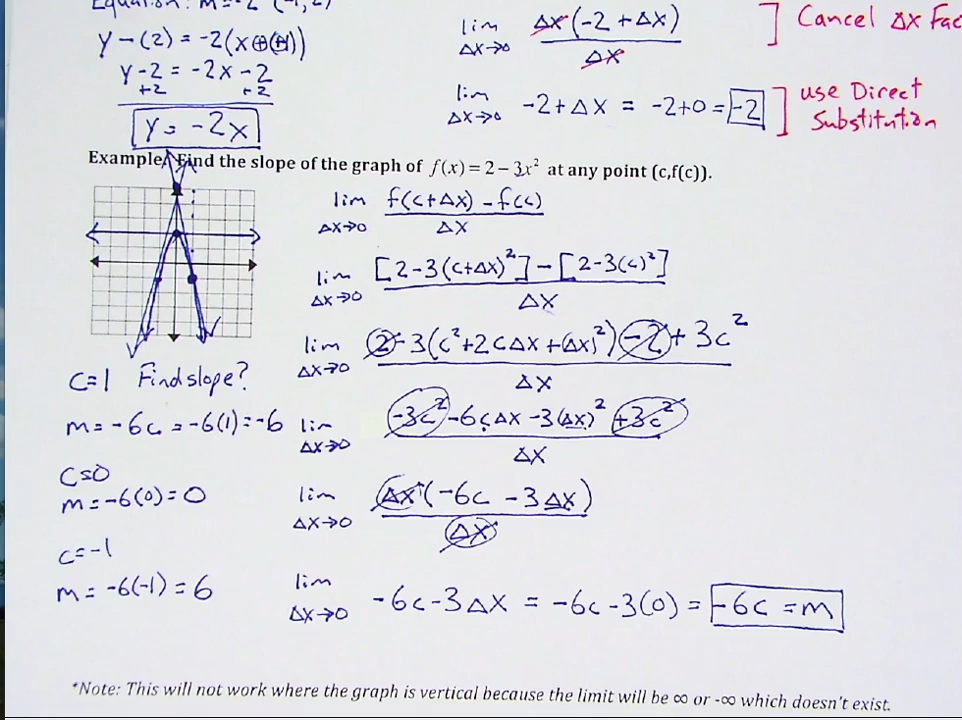 Equation: m=-2 (-1,2)
y-(2) = -2(x⊕(+1))
y-2 = -2x-2
+2 +2
y = -2x
lim Δx→0 Δx(-2+Δx) / Δx ] Cancel Δx Fac
lim Δx→0 -2+Δx = -2+0 = -2 ] use Direct Substitution
Example: Find the slope of the graph of f(x) = 2 – 3x² at any point (c,f(c)).
lim Δx→0 f(c+Δx) - f(c) / Δx
lim Δx→0 [2-3(c+Δx)²] - [2-3(c)²] / Δx
lim Δx→0 2-3(c²+2cΔx+(Δx)²)-2+3c² / Δx
lim Δx→0 -3c²-6cΔx-3(Δx)²+3c² / Δx
lim Δx→0 Δx(-6c-3Δx) / Δx
lim Δx→0 -6c-3Δx = -6c-3(0) = -6c = m
c=1 Find slope?
m=-6c = -6(1) = -6
c=0
m=-6(0)=0
c=-1
m=-6(-1)=6
*Note: This will not work where the graph is vertical because the limit will be ∞ or -∞ which doesn't exist.